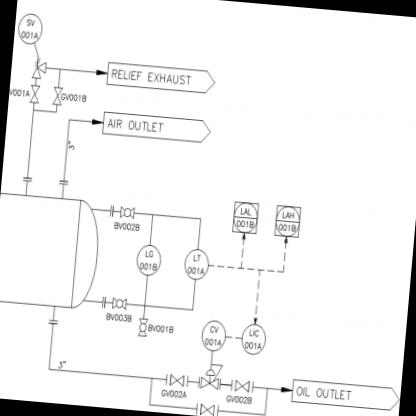 SV
001A
RELIEF EXHAUST
V001A
GV001B
AIR OUTLET
3"
LAL
001B
LAH
001B
BV002B
LG
001B
LT
001A
BV003B
BV001B
CV
001A
LIC
001A
3"
GV002A
GV002B
OIL OUTLET